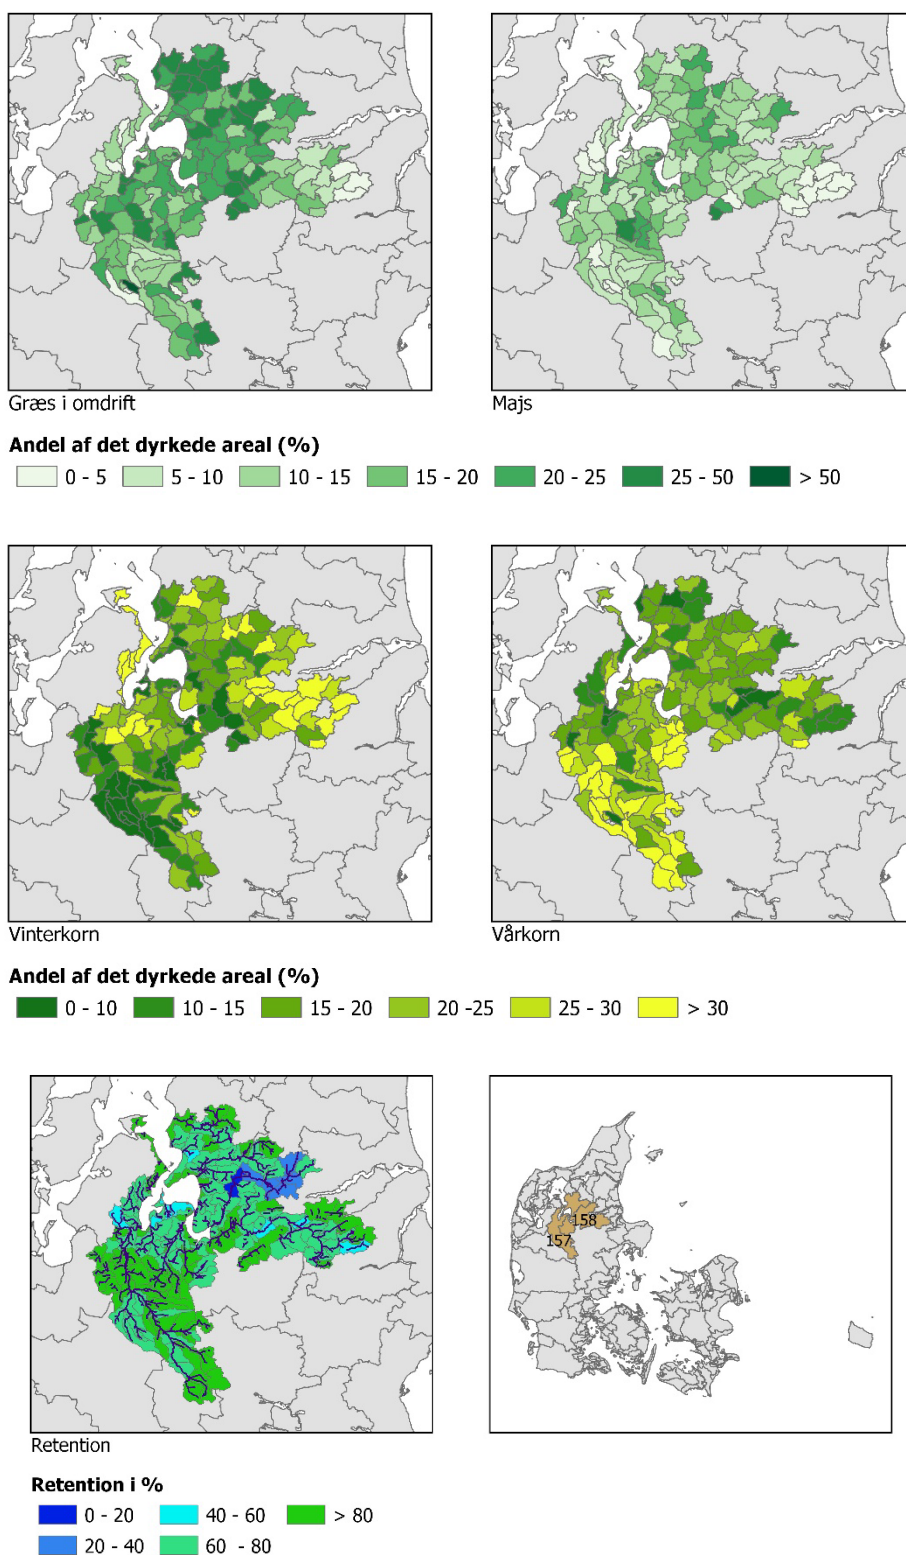 Græs i omdrift
Majs
Andel af det dyrkede areal (%)
0 - 5 5 - 10 10 - 15 15 - 20 20 - 25 25 - 50 > 50
Vinterkorn
Vårkorn
Andel af det dyrkede areal (%)
0 - 10 10 - 15 15 - 20 20 -25 25 - 30 > 30
158
157
Retention
Retention i %
0 - 20 40 - 60 > 80
20 - 40 60 - 80